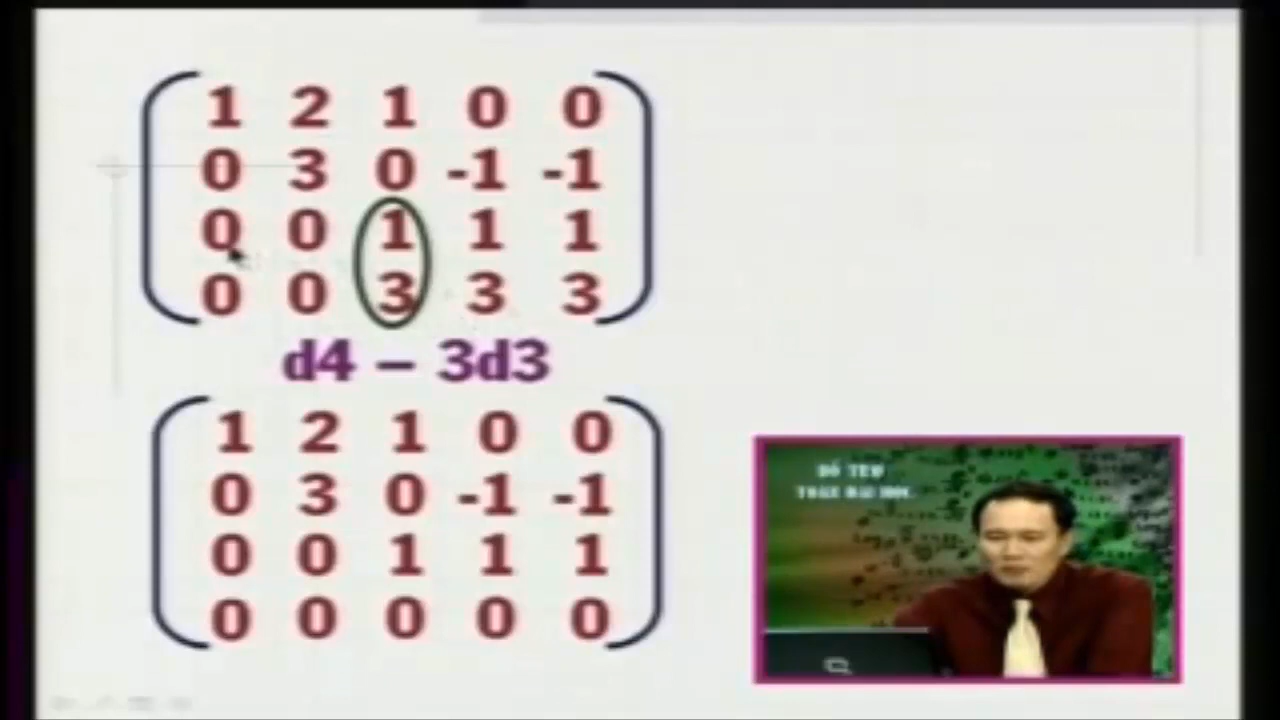 1 2 1 0 0
0 3 0 -1 -1
0 0 1 1 1
0 0 3 3 3
d4 – 3d3
1 2 1 0 0
0 3 0 -1 -1
0 0 1 1 1
0 0 0 0 0